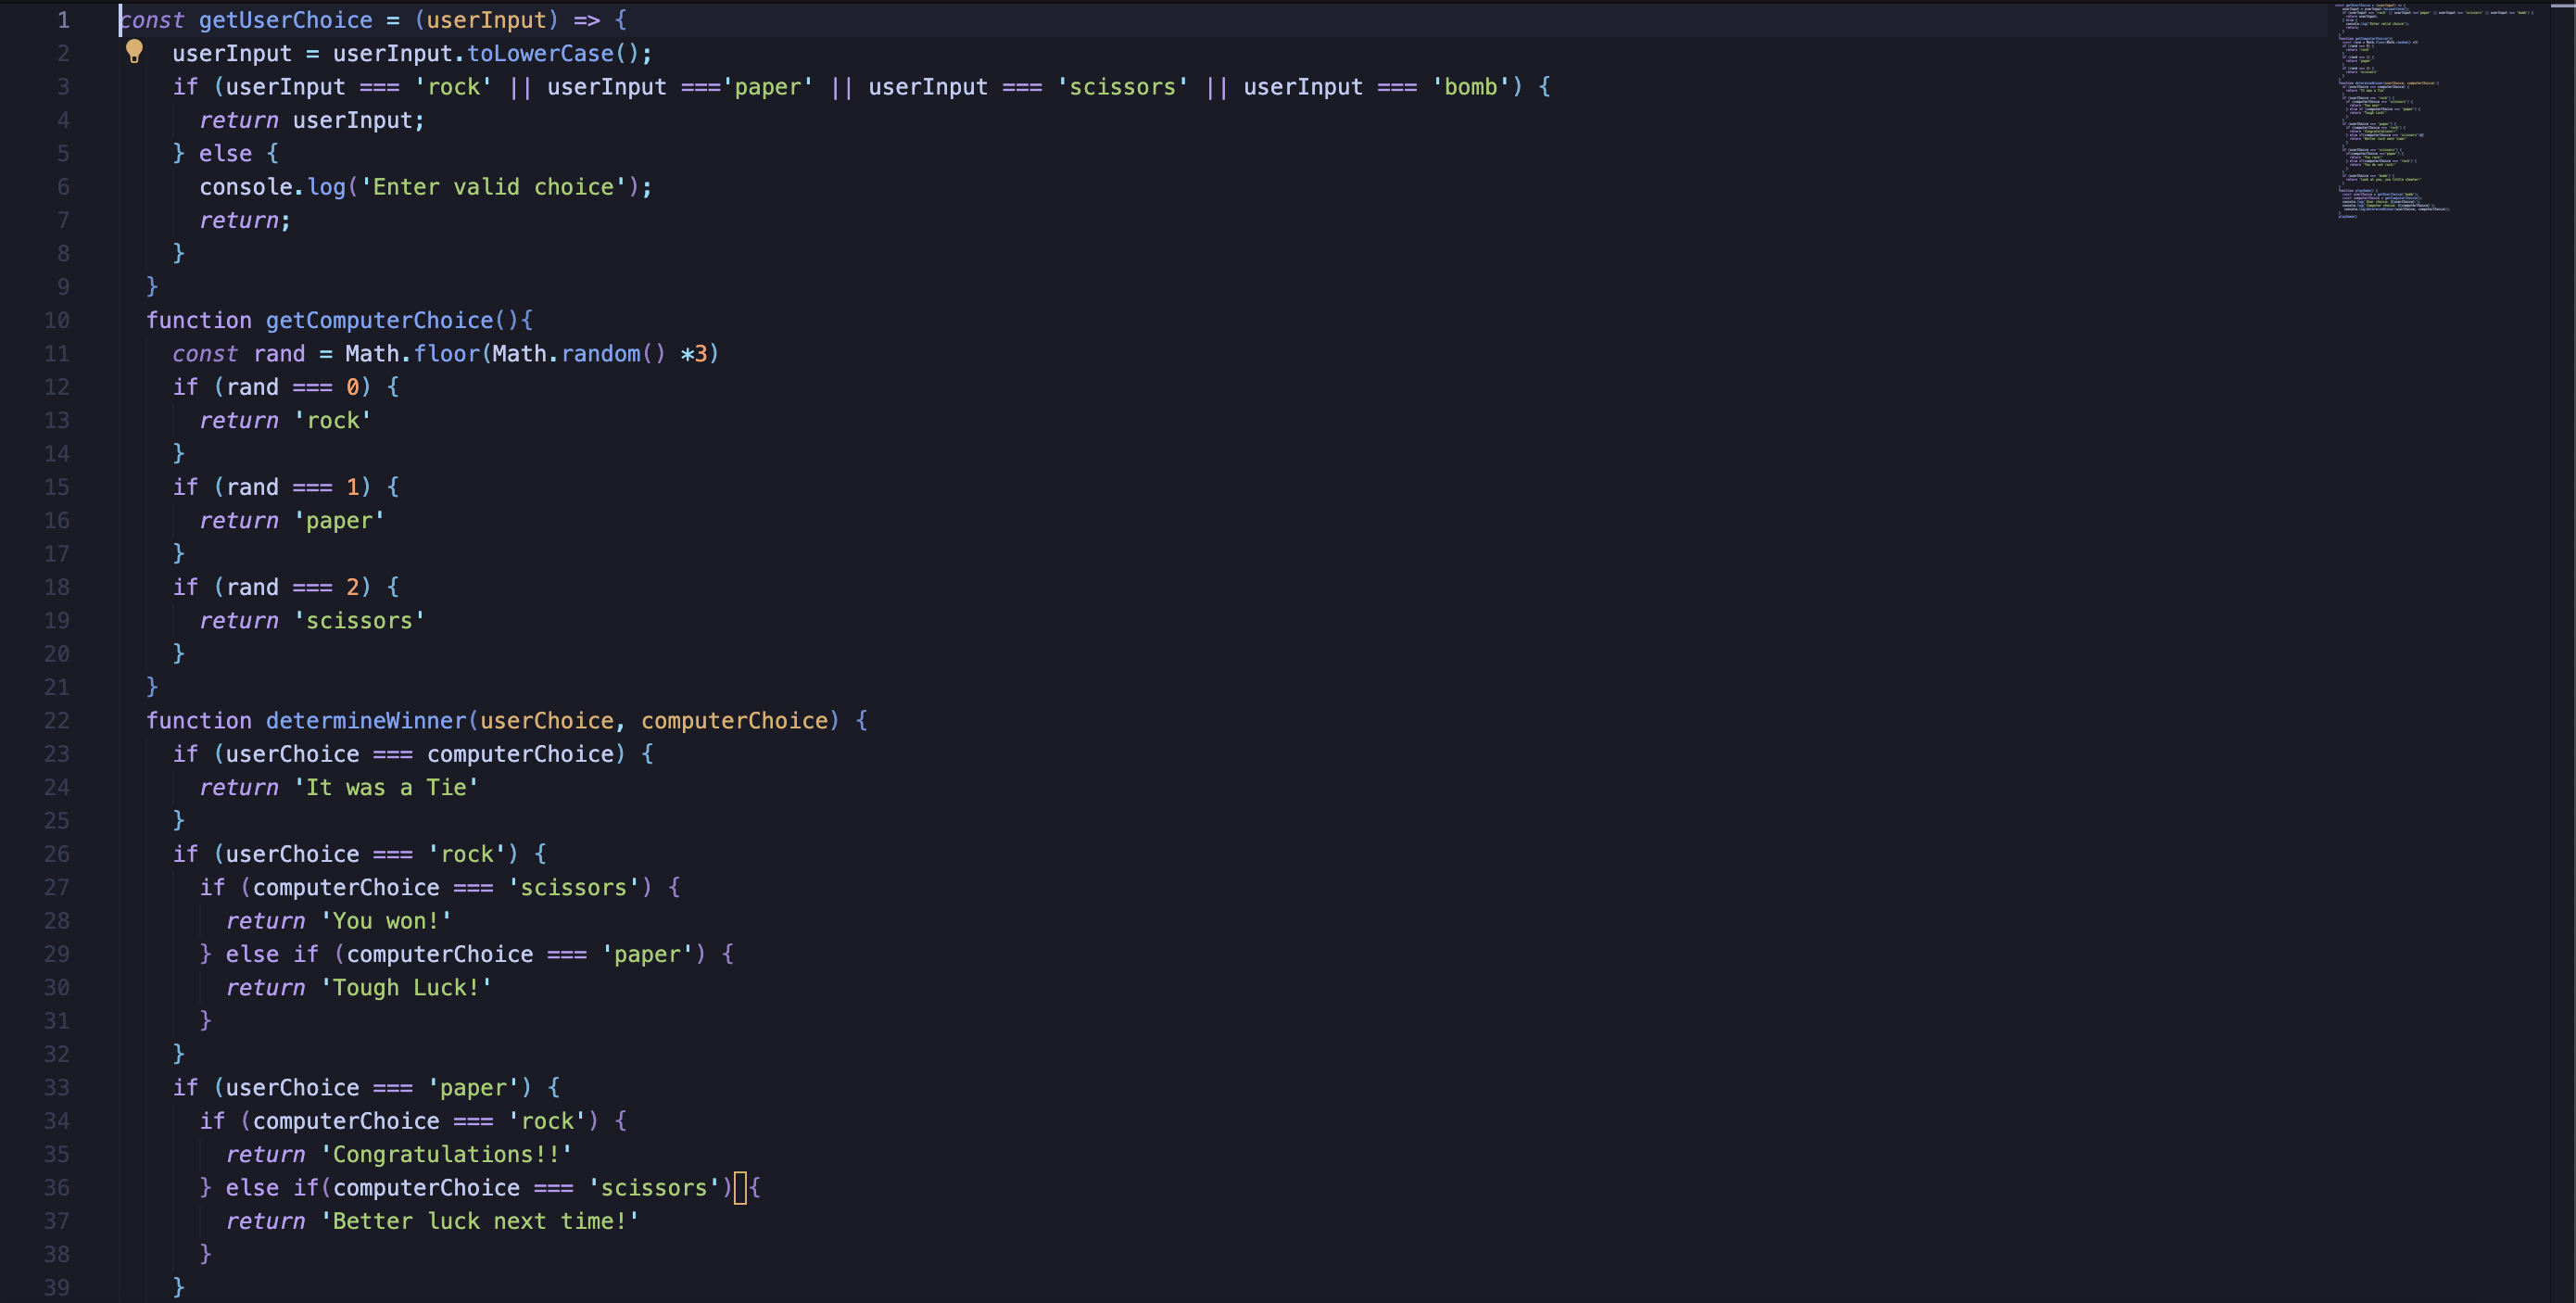 1 const getUserChoice = (userInput) => {
2 userInput = userInput.toLowerCase();
3 if (userInput === 'rock' || userInput ==='paper' || userInput === 'scissors' || userInput === 'bomb') {
4 return userInput;
5 } else {
6 console.log('Enter valid choice');
7 return;
8 }
9 }
10 function getComputerChoice(){
11 const rand = Math.floor(Math.random() *3)
12 if (rand === 0) {
13 return 'rock'
14 }
15 if (rand === 1) {
16 return 'paper'
17 }
18 if (rand === 2) {
19 return 'scissors'
20 }
21 }
22 function determineWinner(userChoice, computerChoice) {
23 if (userChoice === computerChoice) {
24 return 'It was a Tie'
25 }
26 if (userChoice === 'rock') {
27 if (computerChoice === 'scissors') {
28 return 'You won!'
29 } else if (computerChoice === 'paper') {
30 return 'Tough Luck!'
31 }
32 }
33 if (userChoice === 'paper') {
34 if (computerChoice === 'rock') {
35 return 'Congratulations!!'
36 } else if(computerChoice === 'scissors') {
37 return 'Better luck next time!'
38 }
39 }